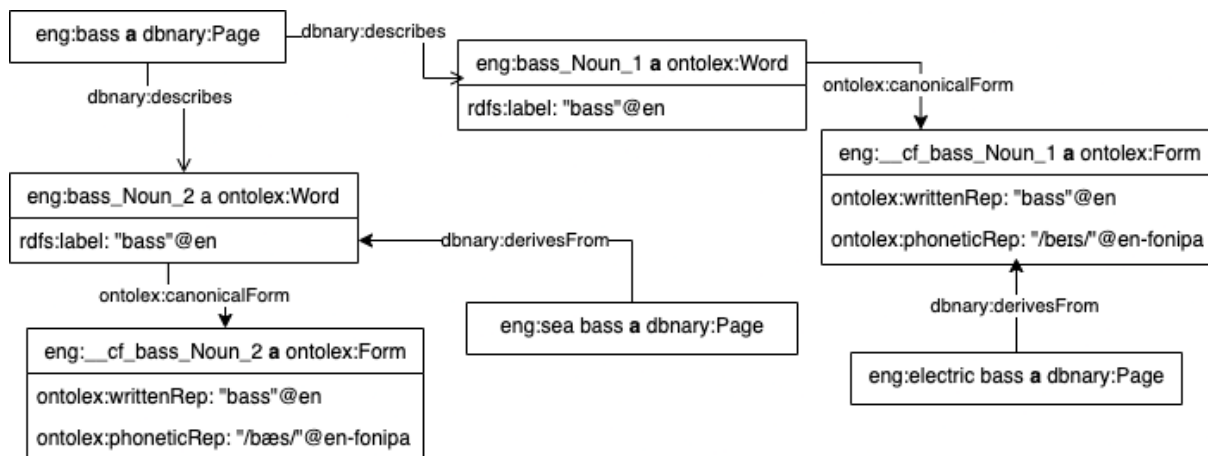 eng:bass a dbnary:Page
dbnary:describes
dbnary:describes
eng:bass_Noun_1 a ontolex:Word
rdfs:label: "bass"@en
ontolex:canonicalForm
eng:__cf_bass_Noun_1 a ontolex:Form
ontolex:writtenRep: "bass"@en
ontolex:phoneticRep: "/beɪs/"@en-fonipa
eng:bass_Noun_2 a ontolex:Word
rdfs:label: "bass"@en
dbnary:derivesFrom
ontolex:canonicalForm
dbnary:derivesFrom
eng:sea bass a dbnary:Page
eng:__cf_bass_Noun_2 a ontolex:Form
ontolex:writtenRep: "bass"@en
ontolex:phoneticRep: "/bæs/"@en-fonipa
eng:electric bass a dbnary:Page